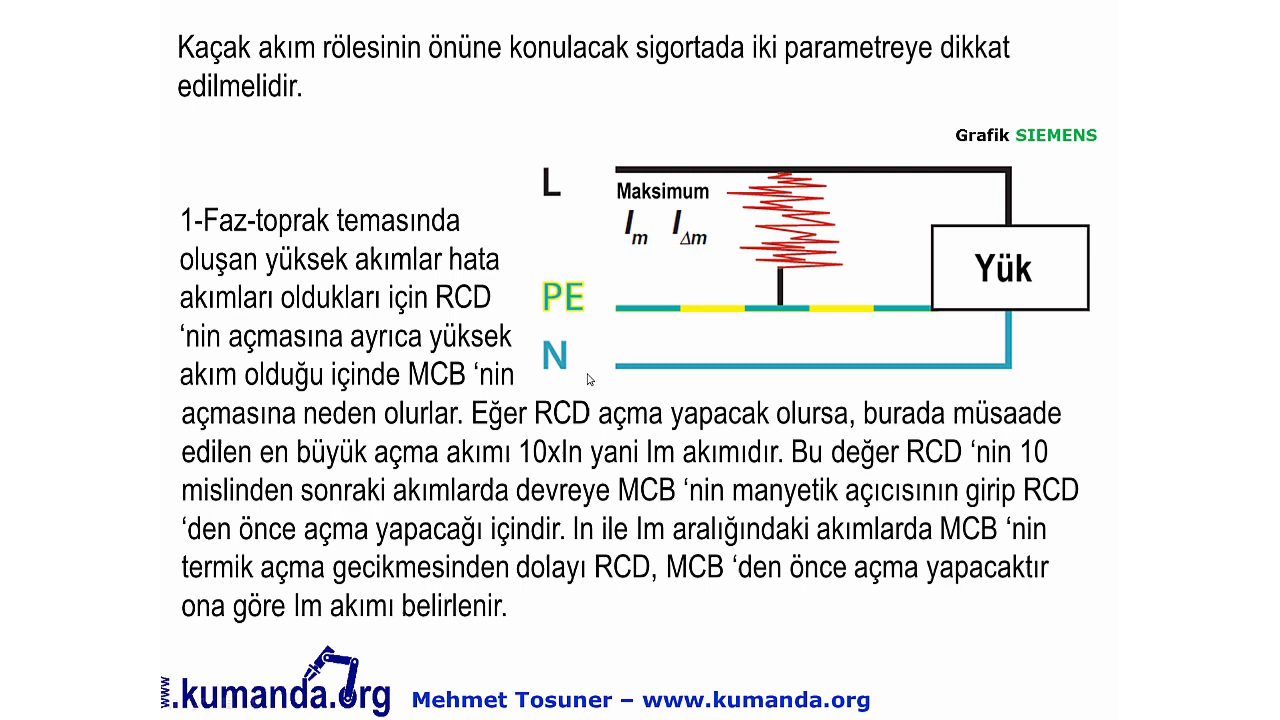 Kaçak akım rölesinin önüne konulacak sigortada iki parametreye dikkat
edilmelidir.
Grafik SIEMENS
L
Maksimum
Im IΔm
Yük
PE
N
1-Faz-toprak temasında
oluşan yüksek akımlar hata
akımları oldukları için RCD
‘nin açmasına ayrıca yüksek
akım olduğu içinde MCB ‘nin
açmasına neden olurlar. Eğer RCD açma yapacak olursa, burada müsaade
edilen en büyük açma akımı 10xIn yani Im akımıdır. Bu değer RCD ‘nin 10
mislinden sonraki akımlarda devreye MCB ‘nin manyetik açıcısının girip RCD
‘den önce açma yapacağı içindir. In ile Im aralığındaki akımlarda MCB ‘nin
termik açma gecikmesinden dolayı RCD, MCB ‘den önce açma yapacaktır
ona göre Im akımı belirlenir.
www.kumanda.org
Mehmet Tosuner – www.kumanda.org